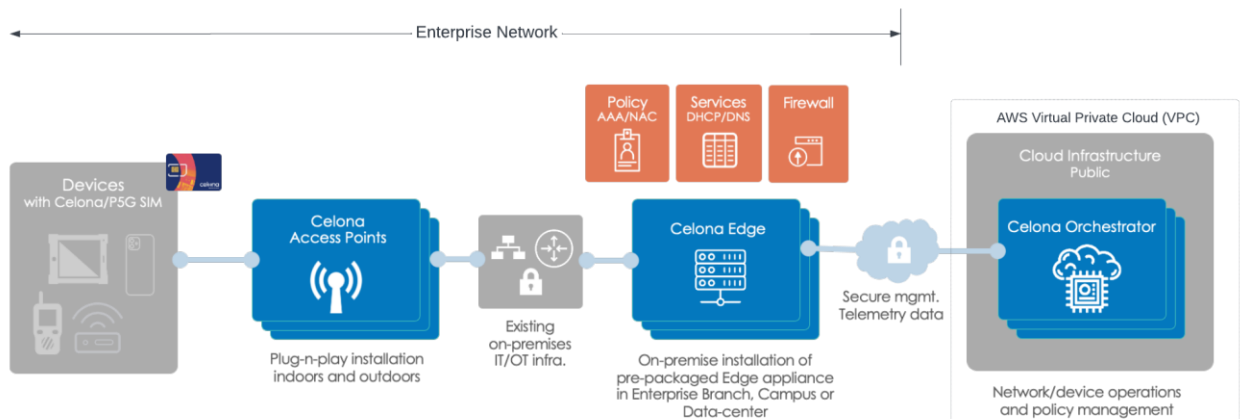 Enterprise Network
Policy
AAA/NAC
Services
DHCP/DNS
Firewall
AWS Virtual Private Cloud (VPC)
Cloud Infrastructure
Public
Devices
with Celona/P5G SIM
celona
Celona
Access Points
Celona Edge
Celona Orchestrator
Secure mgmt.
Telemetry data
Existing
on-premises
IT/OT infra.
Plug-n-play installation
indoors and outdoors
On-premise installation of
pre-packaged Edge appliance
in Enterprise Branch, Campus or
Data-center
Network/device operations
and policy management